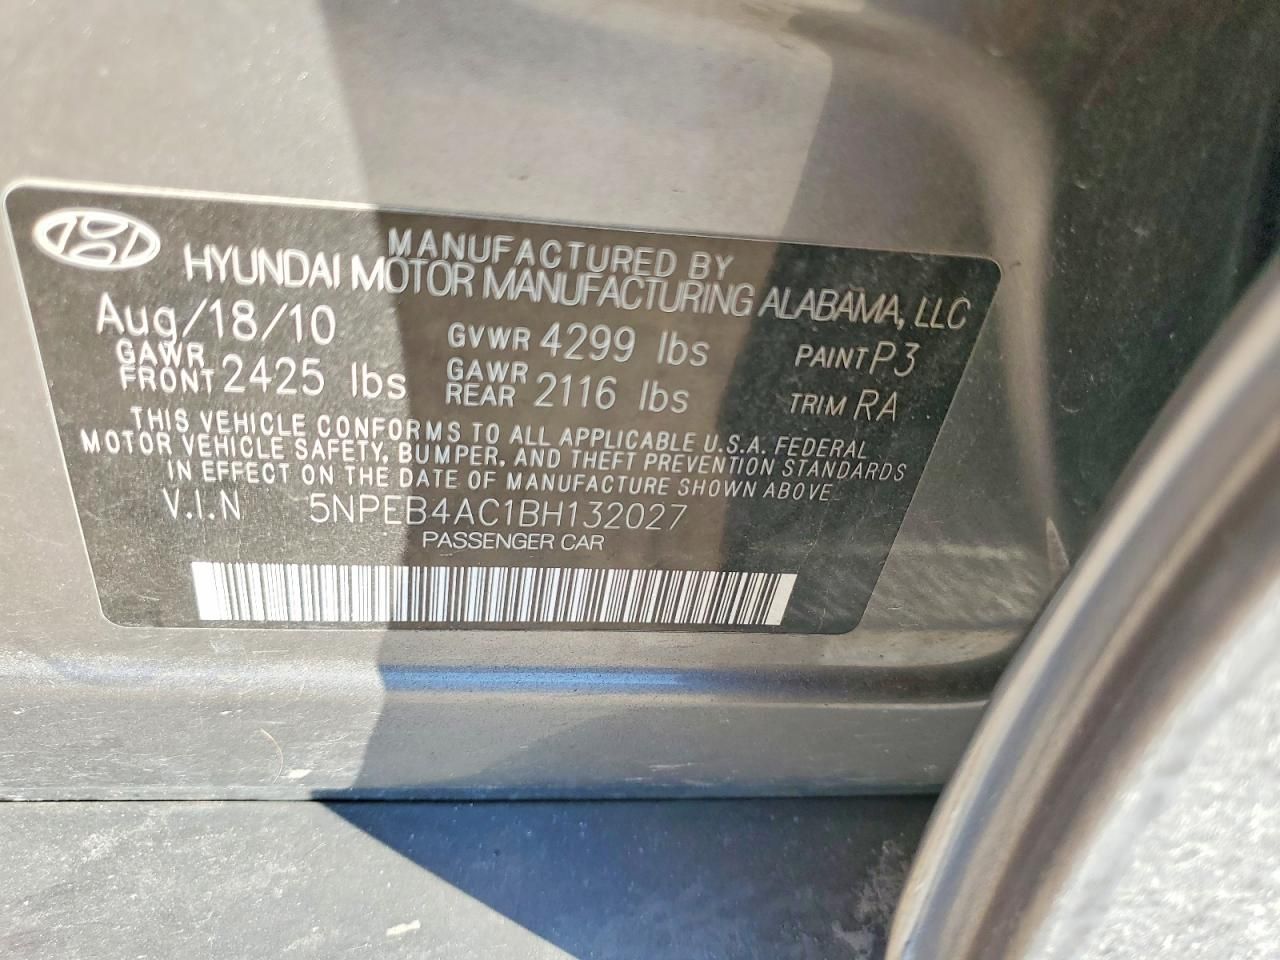 MANUFACTURED BY
HYUNDAI MOTOR MANUFACTURING ALABAMA, LLC
Aug/18/10 GVWR 4299 lbs PAINT P3
GAWR FRONT 2425 lbs GAWR REAR 2116 lbs TRIM RA
THIS VEHICLE CONFORMS TO ALL APPLICABLE U.S.A. FEDERAL
MOTOR VEHICLE SAFETY, BUMPER, AND THEFT PREVENTION STANDARDS
IN EFFECT ON THE DATE OF MANUFACTURE SHOWN ABOVE
V.I.N 5NPEB4AC1BH132027
PASSENGER CAR